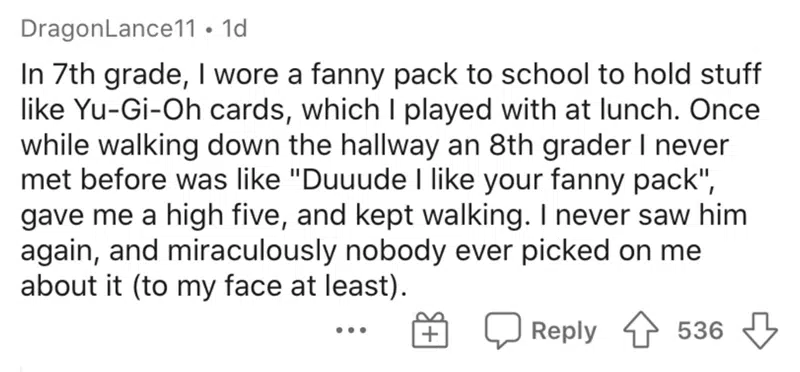 DragonLance11 • 1d
In 7th grade, I wore a fanny pack to school to hold stuff
like Yu-Gi-Oh cards, which I played with at lunch. Once
while walking down the hallway an 8th grader I never
met before was like "Duuude I like your fanny pack",
gave me a high five, and kept walking. I never saw him
again, and miraculously nobody ever picked on me
about it (to my face at least).
Reply 536